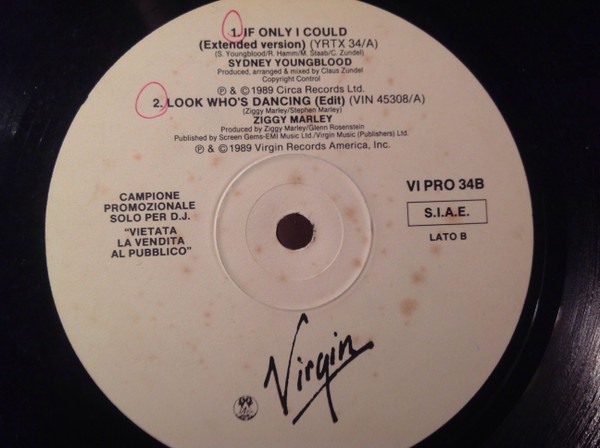 1. IF ONLY I COULD
(Extended version) (YRTX 34/A)
(S. Youngblood/R. Hamm/M. Staab/C. Zundel)
SYDNEY YOUNGBLOOD
Produced, arranged & mixed by Claus Zundel
Copyright Control
℗ & © 1989 Circa Records Ltd.
2. LOOK WHO'S DANCING (Edit) (VIN 45308/A)
(Ziggy Marley/Stephen Marley)
ZIGGY MARLEY
Produced by Ziggy Marley/Glenn Rosenstein
Published by Screen Gems-EMI Music Ltd./Virgin Music (Publishers) Ltd.
℗ & © 1989 Virgin Records America, Inc.
CAMPIONE
PROMOZIONALE
SOLO PER D.J.
"VIETATA
LA VENDITA
AL PUBBLICO"
VI PRO 34B
S.I.A.E.
LATO B
Virgin